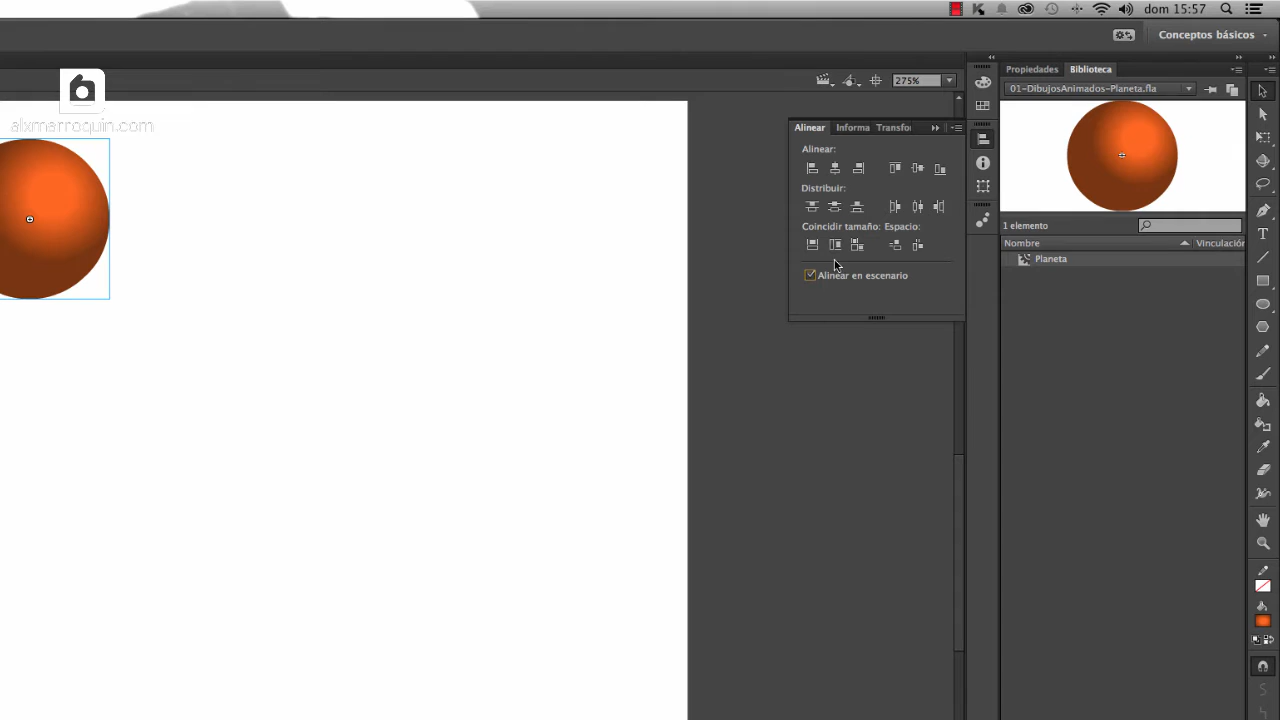 dom 15:57
Conceptos básicos
275%
Propiedades Biblioteca
01-DibujosAnimados-Planeta.fla
alxmarroquin.com
Alinear Informa Transfor
Alinear:
Distribuir:
Coincidir tamaño: Espacio:
Alinear en escenario
1 elemento
Nombre Vinculación
Planeta